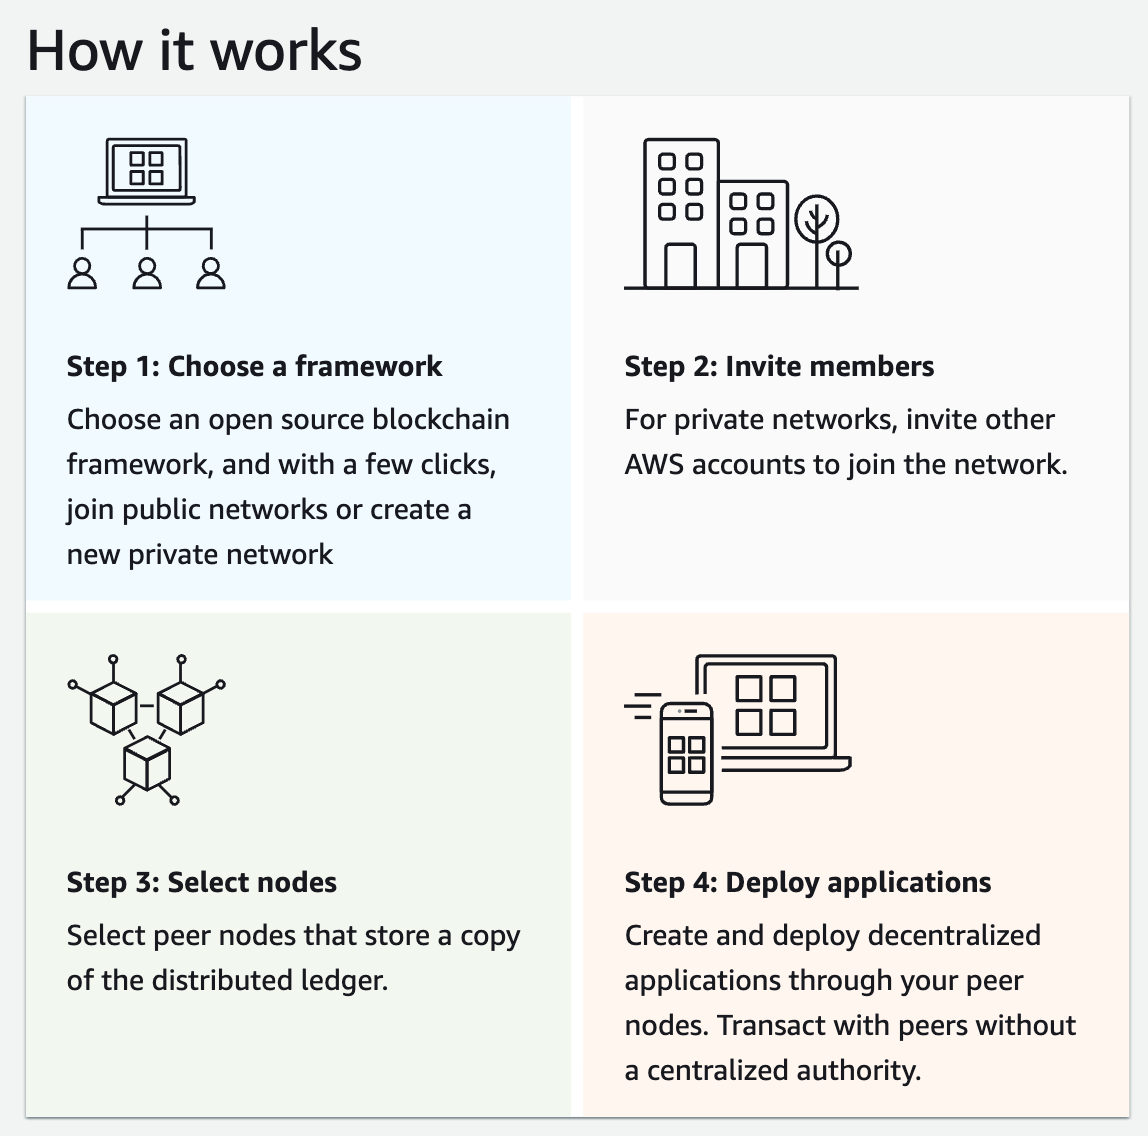 How it works
Step 1: Choose a framework
Choose an open source blockchain
framework, and with a few clicks,
join public networks or create a
new private network
Step 2: Invite members
For private networks, invite other
AWS accounts to join the network.
Step 3: Select nodes
Select peer nodes that store a copy
of the distributed ledger.
Step 4: Deploy applications
Create and deploy decentralized
applications through your peer
nodes. Transact with peers without
a centralized authority.